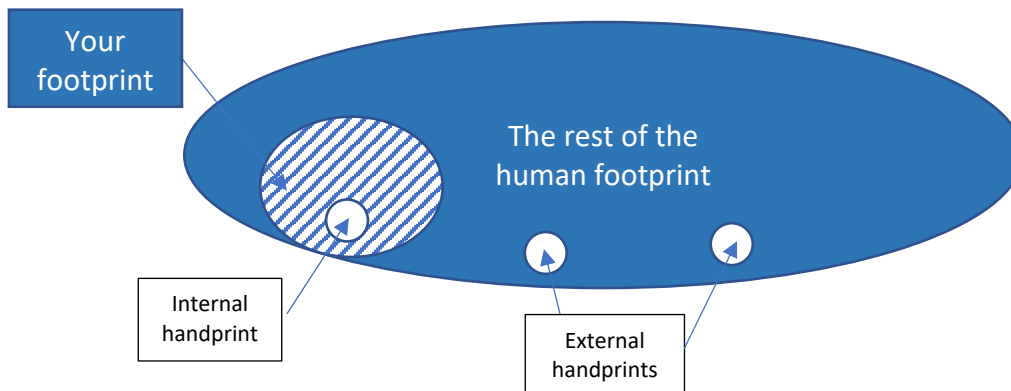 Your
footprint
The rest of the
human footprint
Internal
handprint
External
handprints